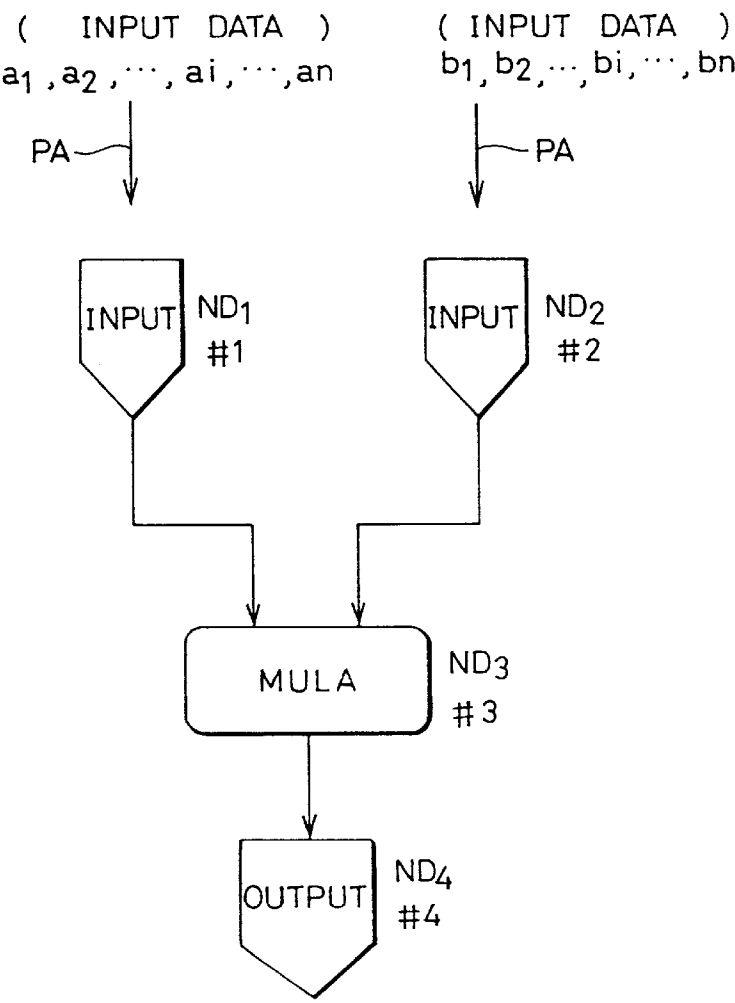 ( INPUT DATA ) ( INPUT DATA )
a1, a2, ···, ai, ···, an b1, b2, ···, bi, ···, bn
PA PA
INPUT ND1 INPUT ND2
#1 #2
MULA ND3
#3
OUTPUT ND4
#4